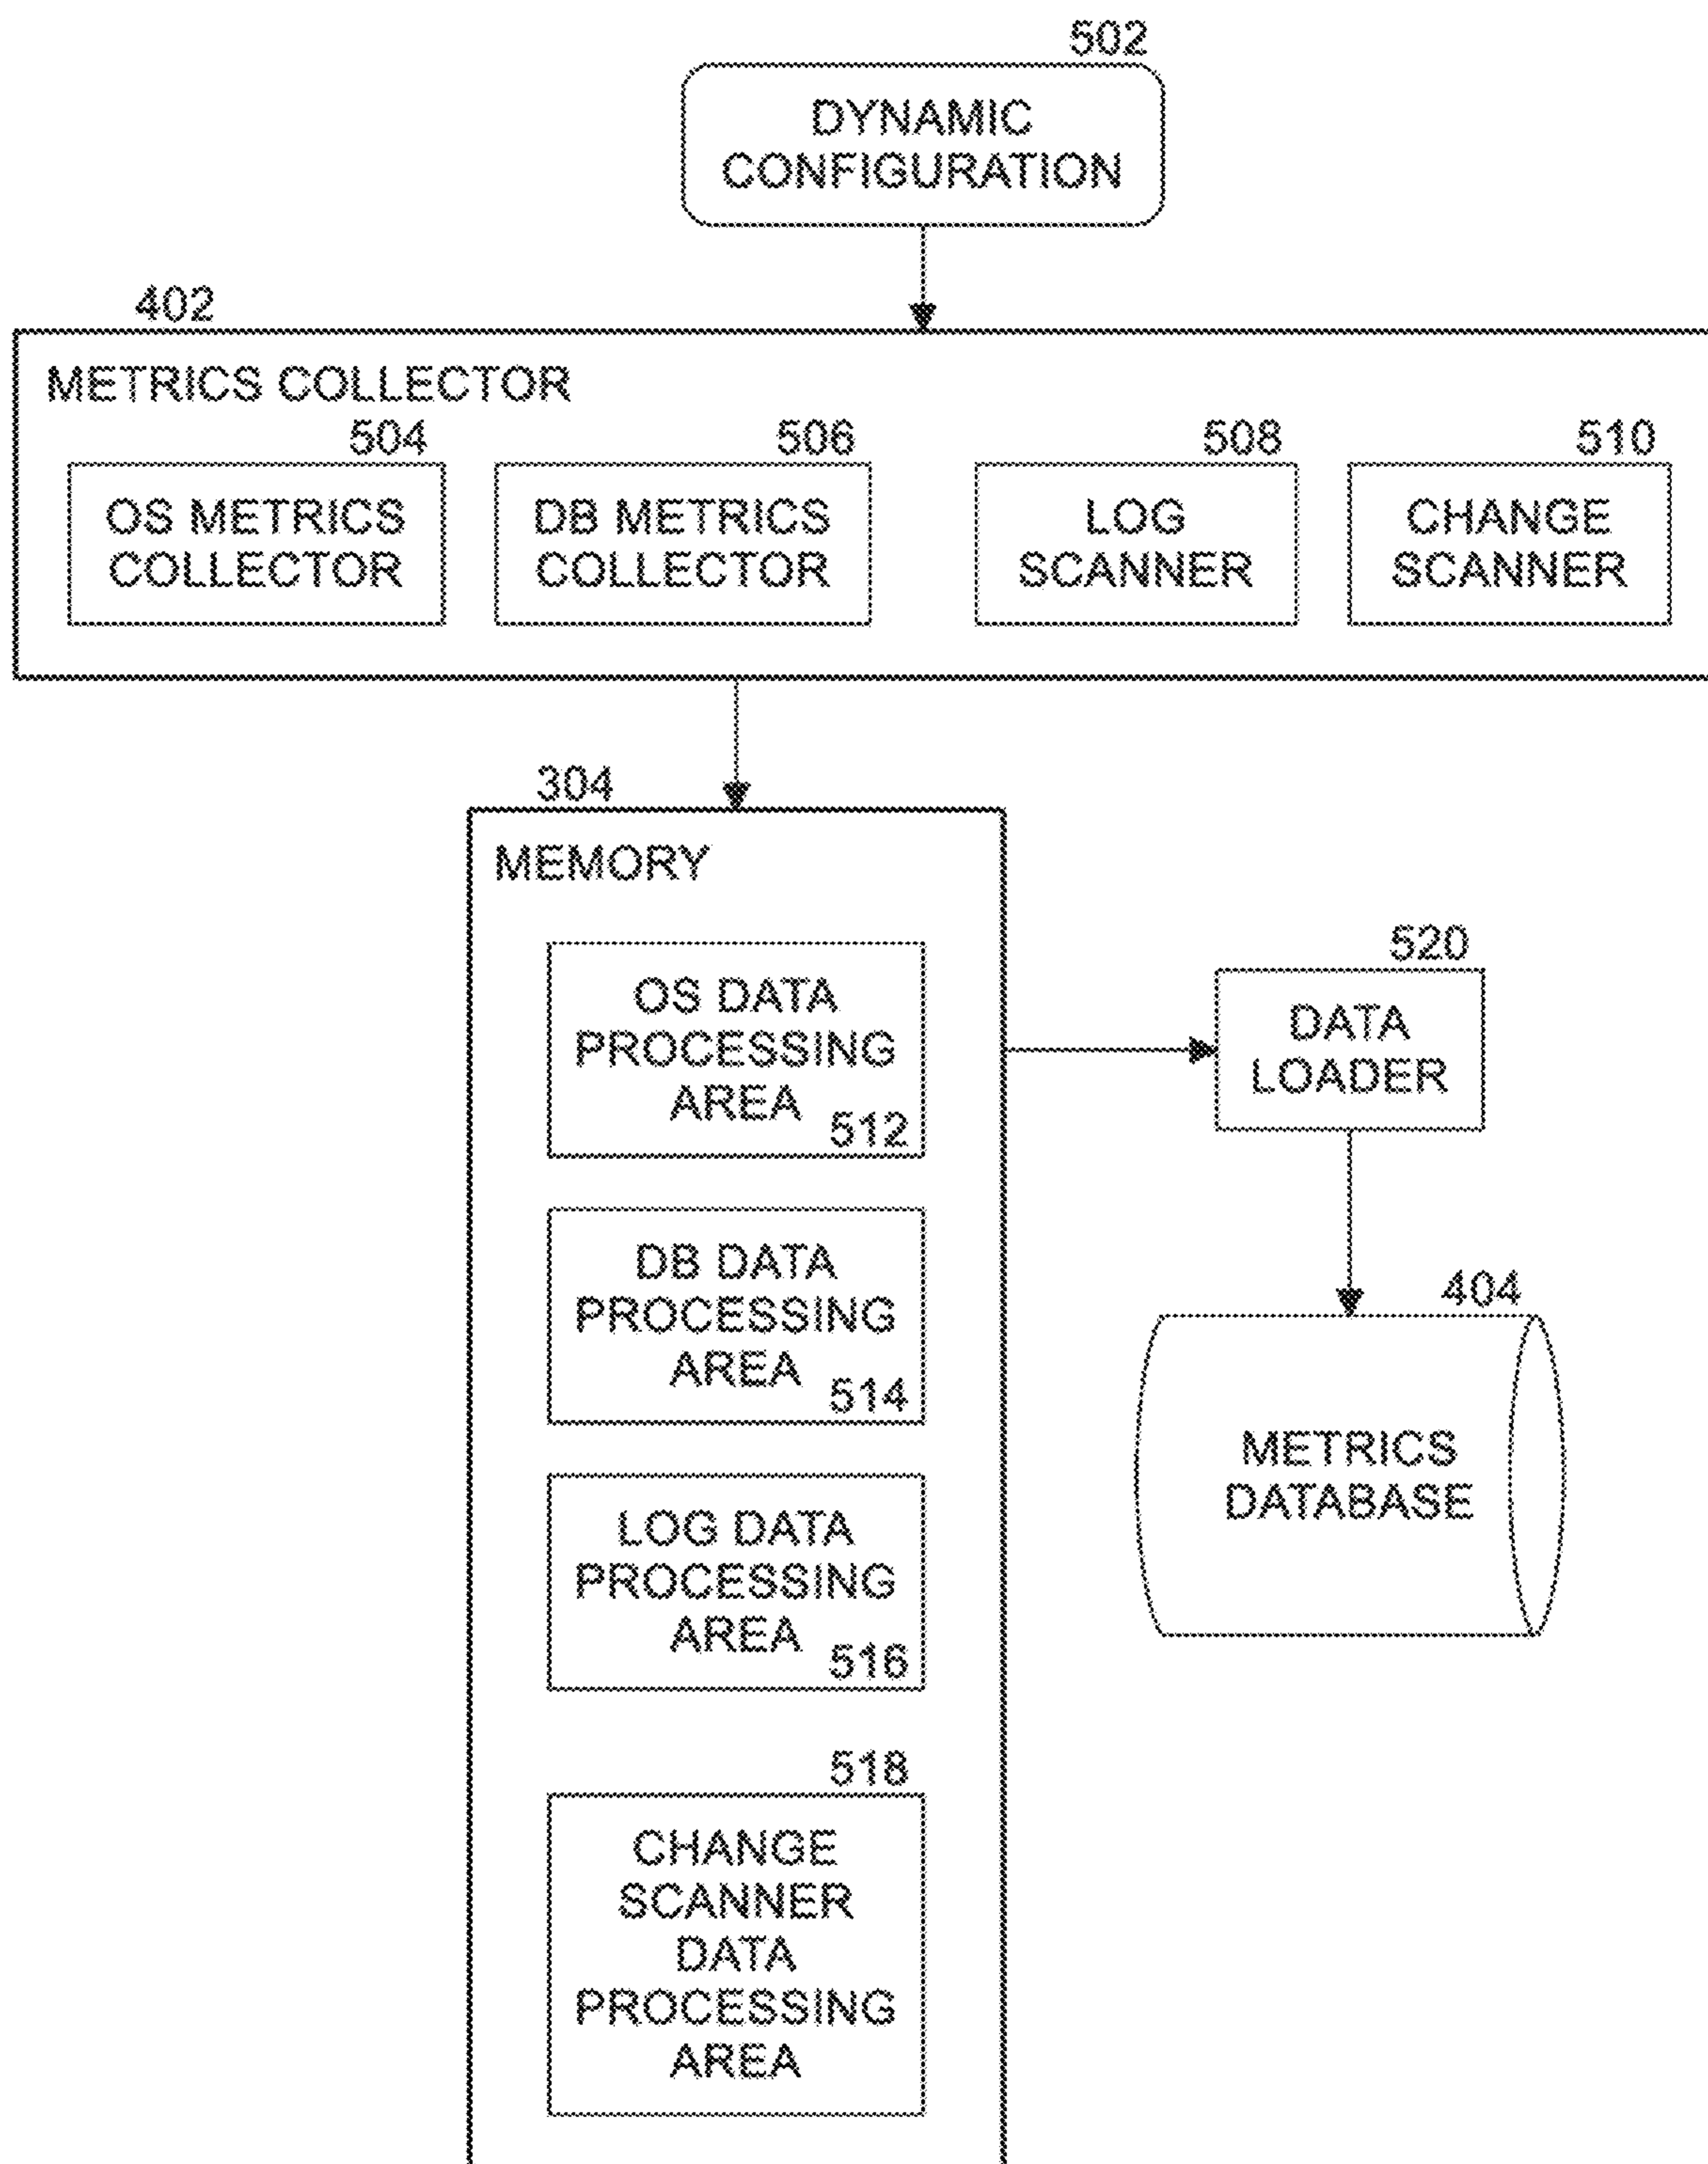 502
DYNAMIC
CONFIGURATION
402
METRICS COLLECTOR
504
OS METRICS
COLLECTOR
506
DB METRICS
COLLECTOR
508
LOG
SCANNER
510
CHANGE
SCANNER
304
MEMORY
OS DATA
PROCESSING
AREA
512
DB DATA
PROCESSING
AREA
514
LOG DATA
PROCESSING
AREA
516
518
CHANGE
SCANNER
DATA
PROCESSING
AREA
520
DATA
LOADER
404
METRICS
DATABASE